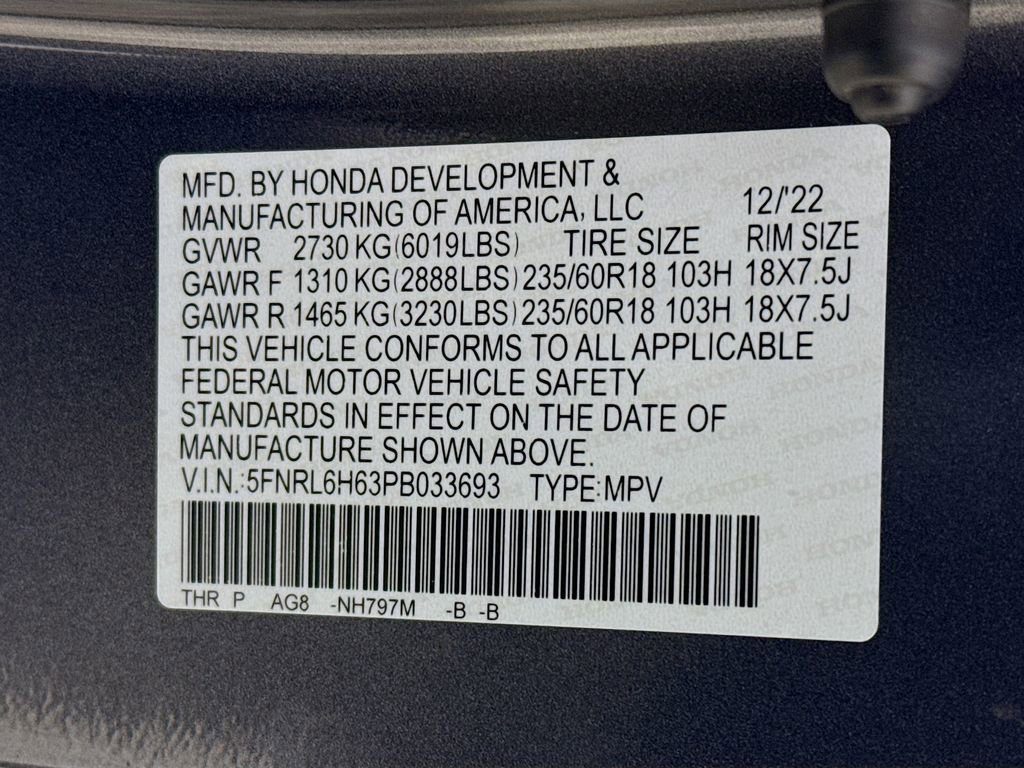 MFD. BY HONDA DEVELOPMENT &
MANUFACTURING OF AMERICA, LLC 12/'22
GVWR 2730 KG(6019LBS) TIRE SIZE RIM SIZE
GAWR F 1310 KG(2888LBS) 235/60R18 103H 18X7.5J
GAWR R 1465 KG(3230LBS) 235/60R18 103H 18X7.5J
THIS VEHICLE CONFORMS TO ALL APPLICABLE
FEDERAL MOTOR VEHICLE SAFETY
STANDARDS IN EFFECT ON THE DATE OF
MANUFACTURE SHOWN ABOVE.
V.I.N.:5FNRL6H63PB033693 TYPE:MPV
THR P AG8 -NH797M -B -B